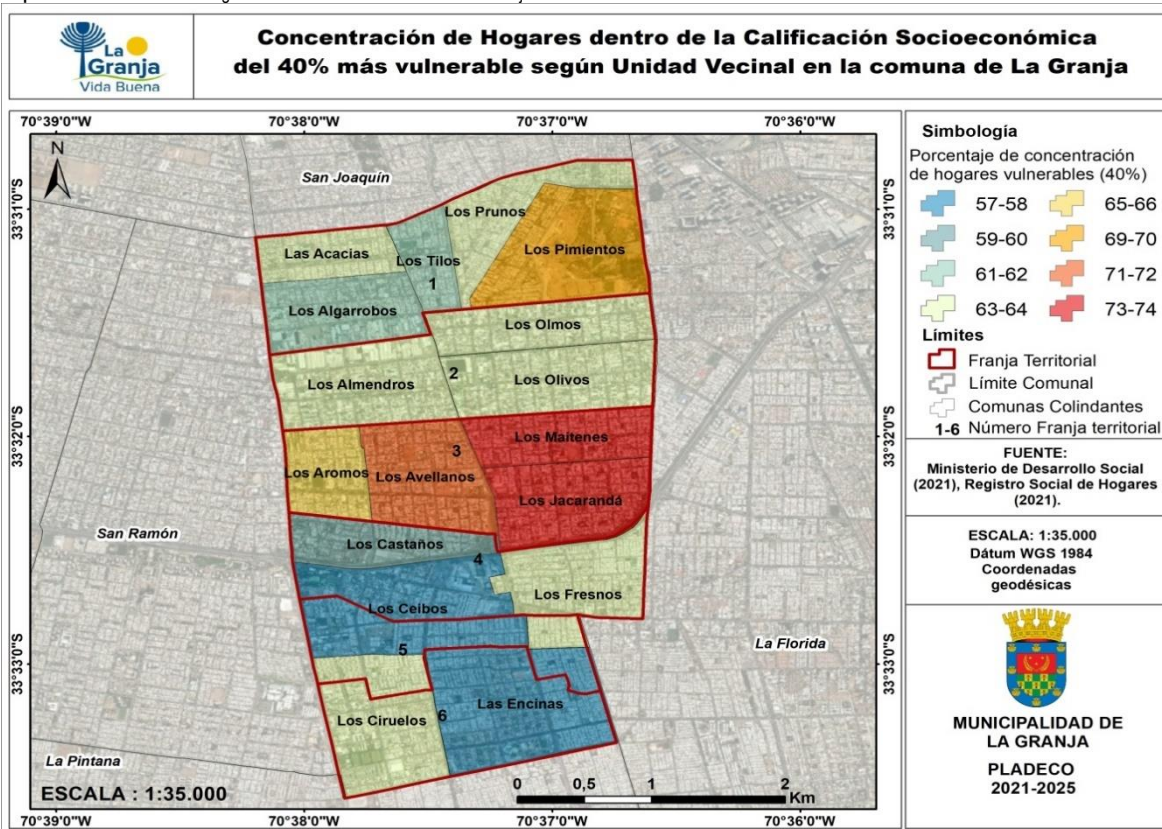 La
Granja
Vida Buena
Concentración de Hogares dentro de la Calificación Socioeconómica
del 40% más vulnerable según Unidad Vecinal en la comuna de La Granja
70°39'0"W
70°38'0"W
70°37'0"W
70°36'0"W
N
33°31'0"S
33°31'0"S
33°32'0"S
33°32'0"S
33°33'0"S
33°33'0"S
San Joaquín
Los Prunos
Las Acacias
Los Tilos
Los Pimientos
1
Los Algarrobos
Los Olmos
2
Los Almendros
Los Olivos
3
Los Maitenes
Los Aromos
Los Avellanos
Los Jacarandá
San Ramón
Los Castaños
4
Los Fresnos
Los Ceibos
La Florida
5
Las Encinas
Los Ciruelos
6
La Pintana
ESCALA : 1:35.000
0 0,5 1 2
Km
70°39'0"W
70°38'0"W
70°37'0"W
70°36'0"W
Simbología
Porcentaje de concentración
de hogares vulnerables (40%)
57-58 65-66
59-60 69-70
61-62 71-72
63-64 73-74
Límites
Franja Territorial
Límite Comunal
Comunas Colindantes
1-6 Número Franja territorial
FUENTE:
Ministerio de Desarrollo Social
(2021), Registro Social de Hogares
(2021).
ESCALA: 1:35.000
Dátum WGS 1984
Coordenadas
geodésicas
MUNICIPALIDAD DE
LA GRANJA
PLADECO
2021-2025